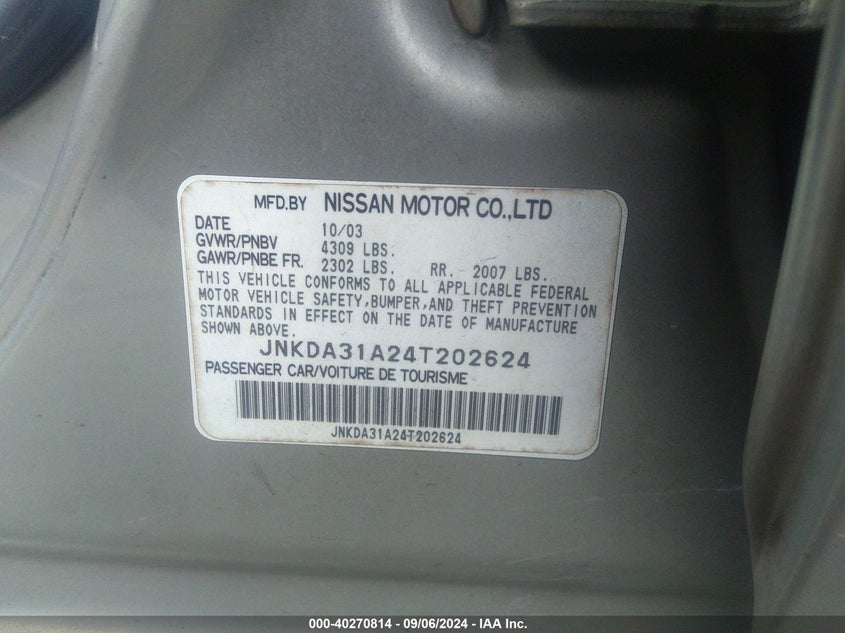 MFD.BY NISSAN MOTOR CO.,LTD
DATE 10/03
GVWR/PNBV 4309 LBS.
GAWR/PNBE FR. 2302 LBS. RR. 2007 LBS.
THIS VEHICLE CONFORMS TO ALL APPLICABLE FEDERAL
MOTOR VEHICLE SAFETY,BUMPER,AND THEFT PREVENTION
STANDARDS IN EFFECT ON THE DATE OF MANUFACTURE
SHOWN ABOVE.
JNKDA31A24T202624
PASSENGER CAR/VOITURE DE TOURISME
JNKDA31A24T202624
000-40270814 - 09/06/2024 - IAA Inc.